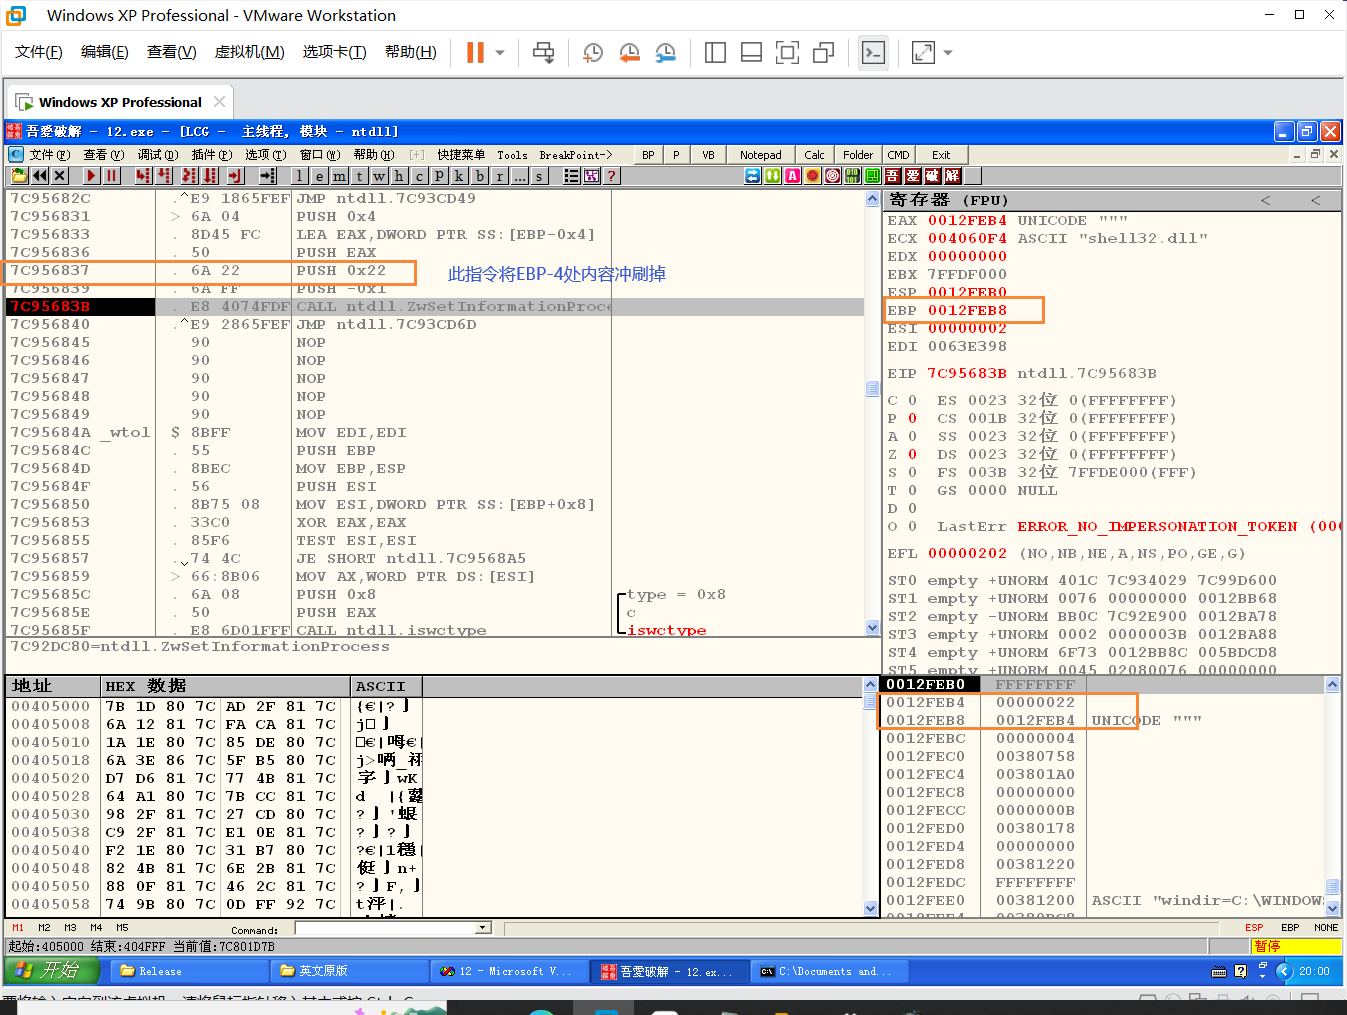 Windows XP Professional - VMware Workstation
文件(F) 编辑(E) 查看(V) 虚拟机(M) 选项卡(T) 帮助(H)
Windows XP Professional
吾爱破解 - 12.exe - [LCG - 主线程, 模块 - ntdll]
文件(F) 查看(V) 调试(D) 插件(P) 选项(T) 窗口(W) 帮助(H) [+] 快捷菜单 Tools BreakPoint-> BP P VB Notepad Calc Folder CMD Exit
l e m t w h c P k b r ... s ?
吾 爱 破 解
7C95682C .^E9 1865FEF JMP ntdll.7C93CD49
7C956831 > 6A 04 PUSH 0x4
7C956833 . 8D45 FC LEA EAX,DWORD PTR SS:[EBP-0x4]
7C956836 . 50 PUSH EAX
7C956837 . 6A 22 PUSH 0x22
此指令将EBP-4处内容冲刷掉
7C956839 . 6A FF PUSH -0x1
7C95683B . E8 4074FDF CALL ntdll.ZwSetInformationProce
7C956840 .^E9 2865FEF JMP ntdll.7C93CD6D
7C956845 90 NOP
7C956846 90 NOP
7C956847 90 NOP
7C956848 90 NOP
7C956849 90 NOP
7C95684A _wtol $ 8BFF MOV EDI,EDI
7C95684C . 55 PUSH EBP
7C95684D . 8BEC MOV EBP,ESP
7C95684F . 56 PUSH ESI
7C956850 . 8B75 08 MOV ESI,DWORD PTR SS:[EBP+0x8]
7C956853 . 33C0 XOR EAX,EAX
7C956855 . 85F6 TEST ESI,ESI
7C956857 . 74 4C JE SHORT ntdll.7C9568A5
7C956859 > 66:8B06 MOV AX,WORD PTR DS:[ESI]
7C95685C . 6A 08 PUSH 0x8 type = 0x8
7C95685E . 50 PUSH EAX c
7C95685F . E8 6D01FFF CALL ntdll.iswctype iswctype
7C92DC80=ntdll.ZwSetInformationProcess
寄存器 (FPU) < <
EAX 0012FEB4 UNICODE """
ECX 004060F4 ASCII "shell32.dll"
EDX 00000000
EBX 7FFDF000
ESP 0012FEB0
EBP 0012FEB8
ESI 00000002
EDI 0063E398
EIP 7C95683B ntdll.7C95683B
C 0 ES 0023 32位 0(FFFFFFFF)
P 0 CS 001B 32位 0(FFFFFFFF)
A 0 SS 0023 32位 0(FFFFFFFF)
Z 0 DS 0023 32位 0(FFFFFFFF)
S 0 FS 003B 32位 7FFDE000(FFF)
T 0 GS 0000 NULL
D 0
O 0 LastErr ERROR_NO_IMPERSONATION_TOKEN (000
EFL 00000202 (NO,NB,NE,A,NS,PO,GE,G)
ST0 empty +UNORM 401C 7C934029 7C99D600
ST1 empty +UNORM 0076 00000000 0012BB68
ST2 empty -UNORM BB0C 7C92E900 0012BA78
ST3 empty +UNORM 0002 0000003B 0012BA88
ST4 empty +UNORM 6F73 0012BB8C 005BDCD8
ST5 empty +UNORM 0045 02080076 00000000
地址 HEX 数据 ASCII
00405000 7B 1D 80 7C AD 2F 81 7C
00405008 6A 12 81 7C FA CA 81 7C
00405010 1A 1E 80 7C 85 DE 80 7C
00405018 6A 3E 86 7C 5F B5 80 7C
00405020 D7 D6 81 7C 77 4B 81 7C
00405028 64 A1 80 7C 7B CC 81 7C
00405030 98 2F 81 7C 27 CD 80 7C
00405038 C9 2F 81 7C E1 0E 81 7C
00405040 F2 1E 80 7C 31 B7 80 7C
00405048 82 4B 81 7C 6E 2B 81 7C
00405050 88 0F 81 7C 46 2C 81 7C
00405058 74 9B 80 7C 0D FF 92 7C
0012FEB0 FFFFFFFF
0012FEB4 00000022
0012FEB8 0012FEB4 UNICODE """
0012FEBC 00000004
0012FEC0 00380758
0012FEC4 003801A0
0012FEC8 00000000
0012FECC 0000000B
0012FED0 00380178
0012FED4 00000000
0012FED8 00381220
0012FEDC FFFFFFFF
0012FEE0 00381200 ASCII "windir=C:\WINDOWS
M1 M2 M3 M4 M5 Command: ESP EBP NONE
起始:405000 结束:404FFF 当前值:7C801D7B 暂停
开始 Release 英文原版 12 - Microsoft V... 吾爱破解 - 12.ex... C:\Documents and... 20:00